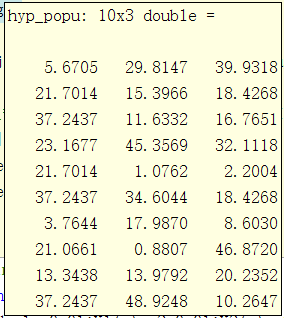 hyp_popu: 10x3 double =
5.6705 29.8147 39.9318
21.7014 15.3966 18.4268
37.2437 11.6332 16.7651
23.1677 45.3569 32.1118
21.7014 1.0762 2.2004
37.2437 34.6044 18.4268
3.7644 17.9870 8.6030
21.0661 0.8807 46.8720
13.3438 13.9792 20.2352
37.2437 48.9248 10.2647